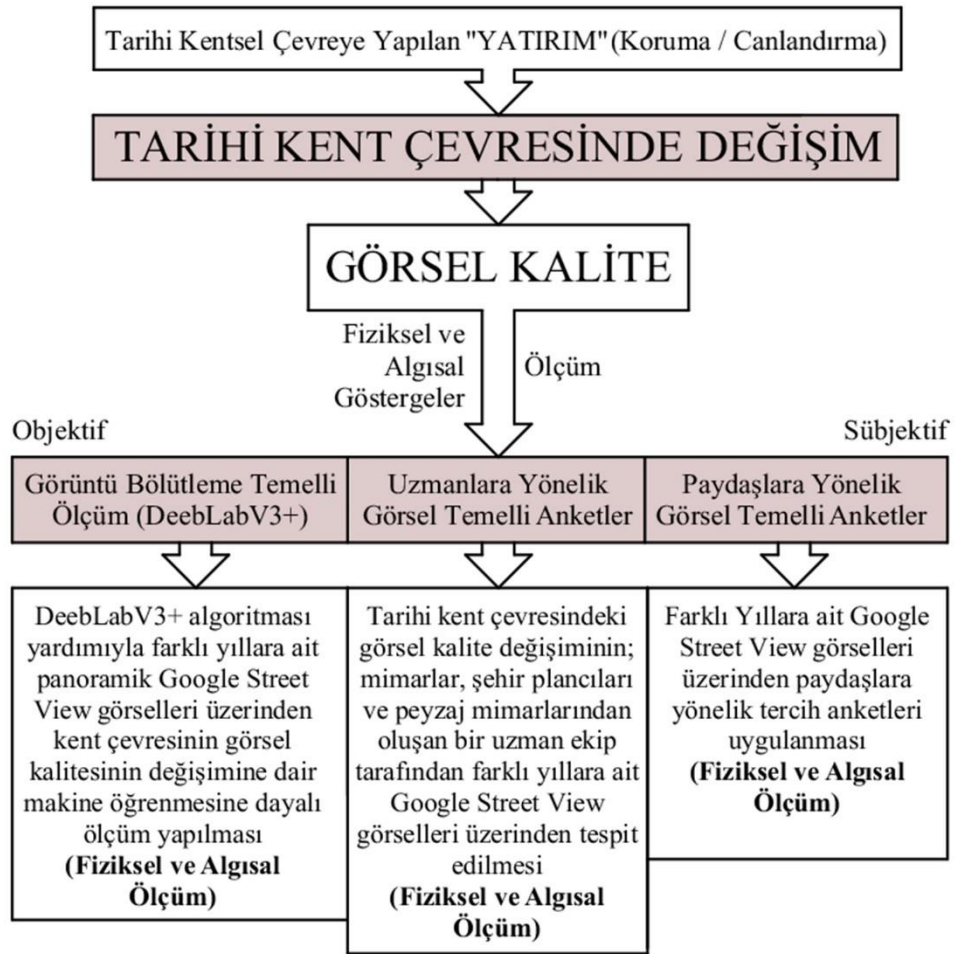 Tarihi Kentsel Çevreye Yapılan "YATIRIM" (Koruma / Canlandırma)
TARİHİ KENT ÇEVRESİNDE DEĞİŞİM
GÖRSEL KALİTE
Fiziksel ve
Algısal
Göstergeler
Ölçüm
Objektif
Sübjektif
Görüntü Bölütleme Temelli
Ölçüm (DeebLabV3+)
Uzmanlara Yönelik
Görsel Temelli Anketler
Paydaşlara Yönelik
Görsel Temelli Anketler
DeebLabV3+ algoritması
yardımıyla farklı yıllara ait
panoramik Google Street
View görselleri üzerinden
kent çevresinin görsel
kalitesinin değişimine dair
makine öğrenmesine dayalı
ölçüm yapılması
(Fiziksel ve Algısal
Ölçüm)
Tarihi kent çevresindeki
görsel kalite değişiminin;
mimarlar, şehir plancıları
ve peyzaj mimarlarından
oluşan bir uzman ekip
tarafından farklı yıllara ait
Google Street View
görselleri üzerinden tespit
edilmesi
(Fiziksel ve Algısal
Ölçüm)
Farklı Yıllara ait Google
Street View görselleri
üzerinden paydaşlara
yönelik tercih anketleri
uygulanması
(Fiziksel ve Algısal
Ölçüm)